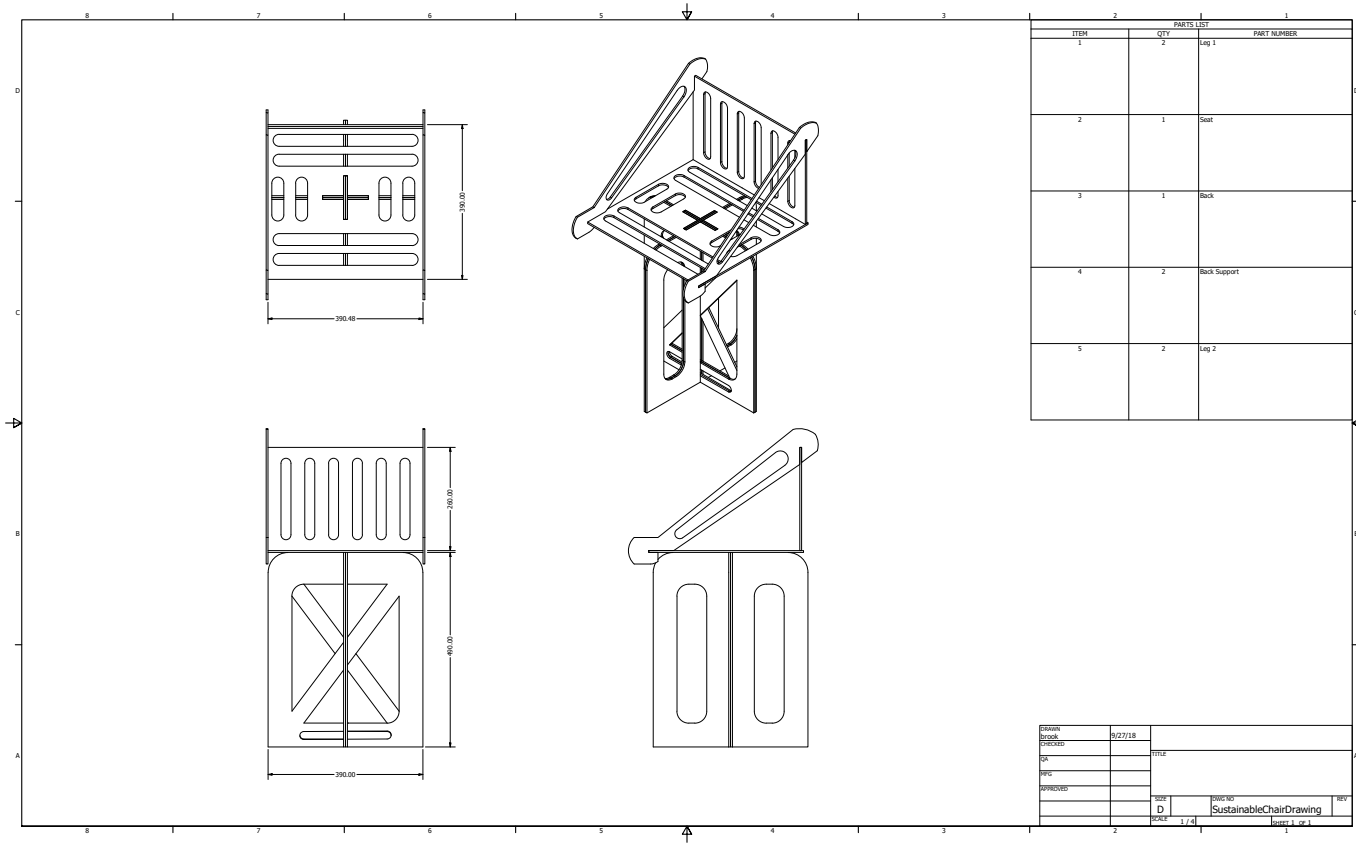 8 7 6 5 4 3 2 1
D D
C C
B B
A A
390.00
390.48
260.00
490.00
390.00
PARTS LIST
ITEM QTY PART NUMBER
1 2 Leg 1
2 1 Seat
3 1 Back
4 2 Back Support
5 2 Leg 2
DRAWN
brook 9/27/18
CHECKED
QA
MFG
APPROVED
TITLE
SIZE DWG NO REV
D SustainableChairDrawing
SCALE 1 / 4 SHEET 1 OF 1
8 7 6 5 4 3 2 1